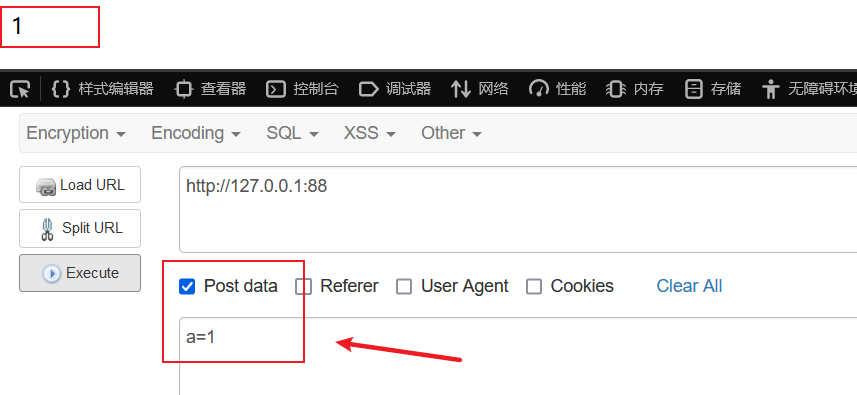 1
样式编辑器 查看器 控制台 调试器 网络 性能 内存 存储 无障碍环
Encryption Encoding SQL XSS Other
Load URL http://127.0.0.1:88
Split URL
Execute
Post data Referer User Agent Cookies Clear All
a=1